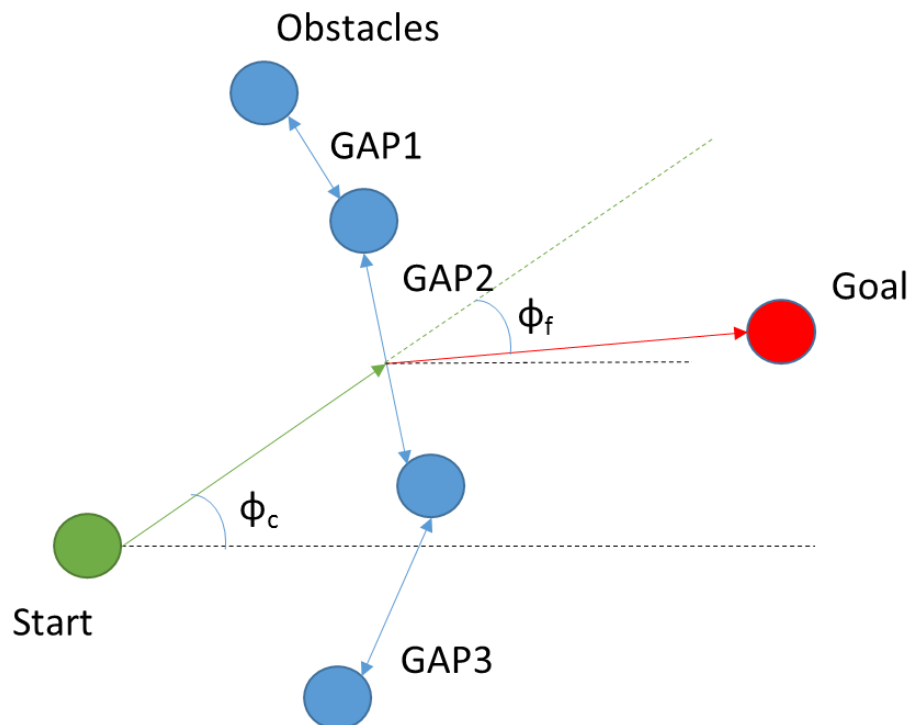 Obstacles
GAP1
GAP2
Goal
ϕf
ϕc
Start
GAP3